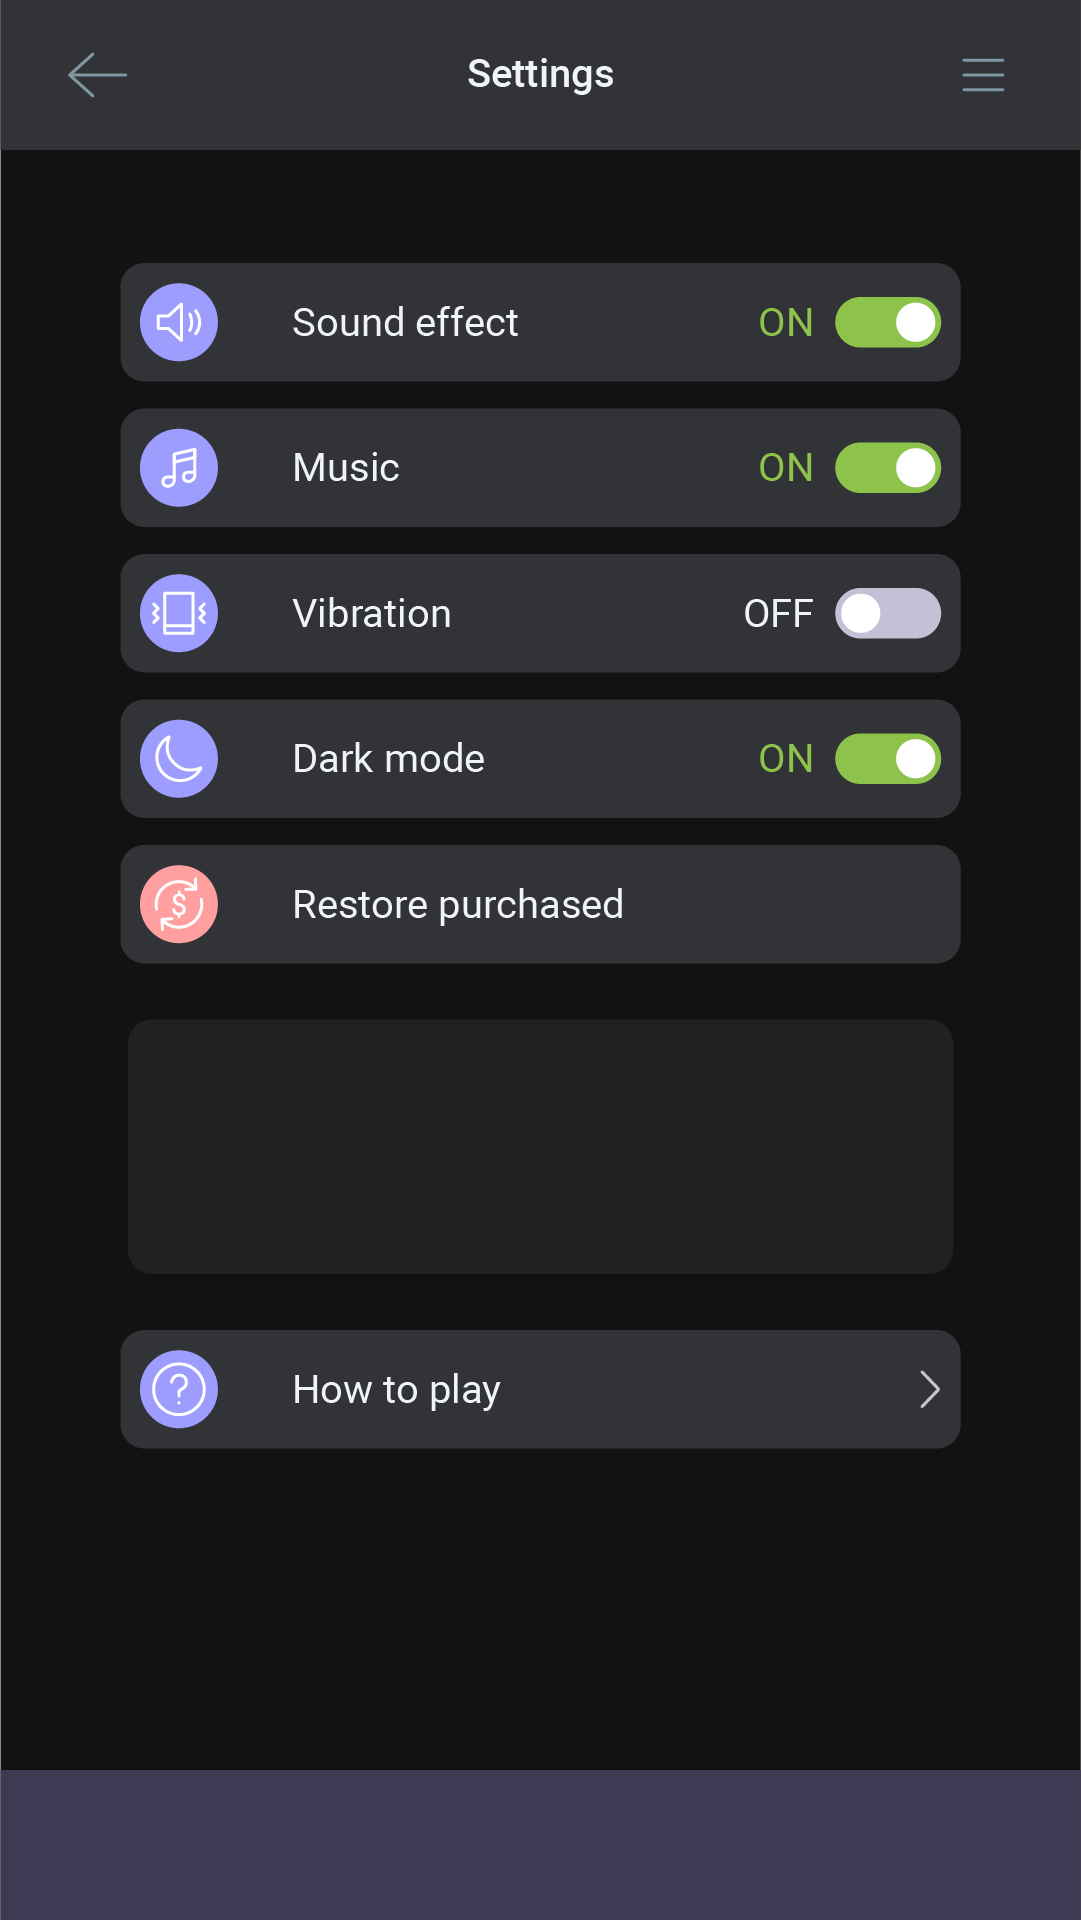 Settings
Sound effect ON
Music ON
Vibration OFF
Dark mode ON
$ Restore purchased
? How to play